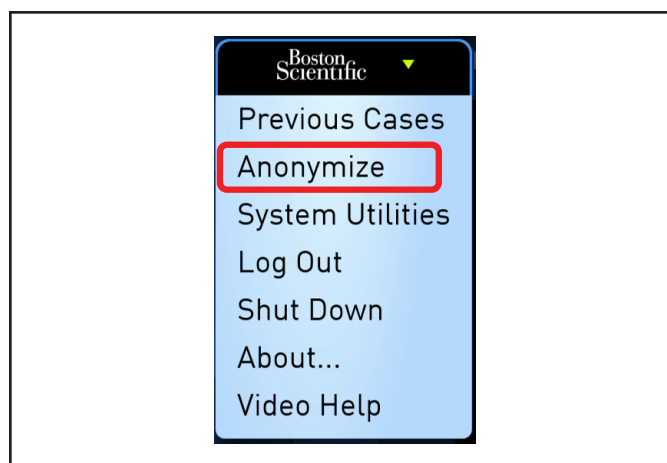 Boston
Scientific
Previous Cases
Anonymize
System Utilities
Log Out
Shut Down
About...
Video Help